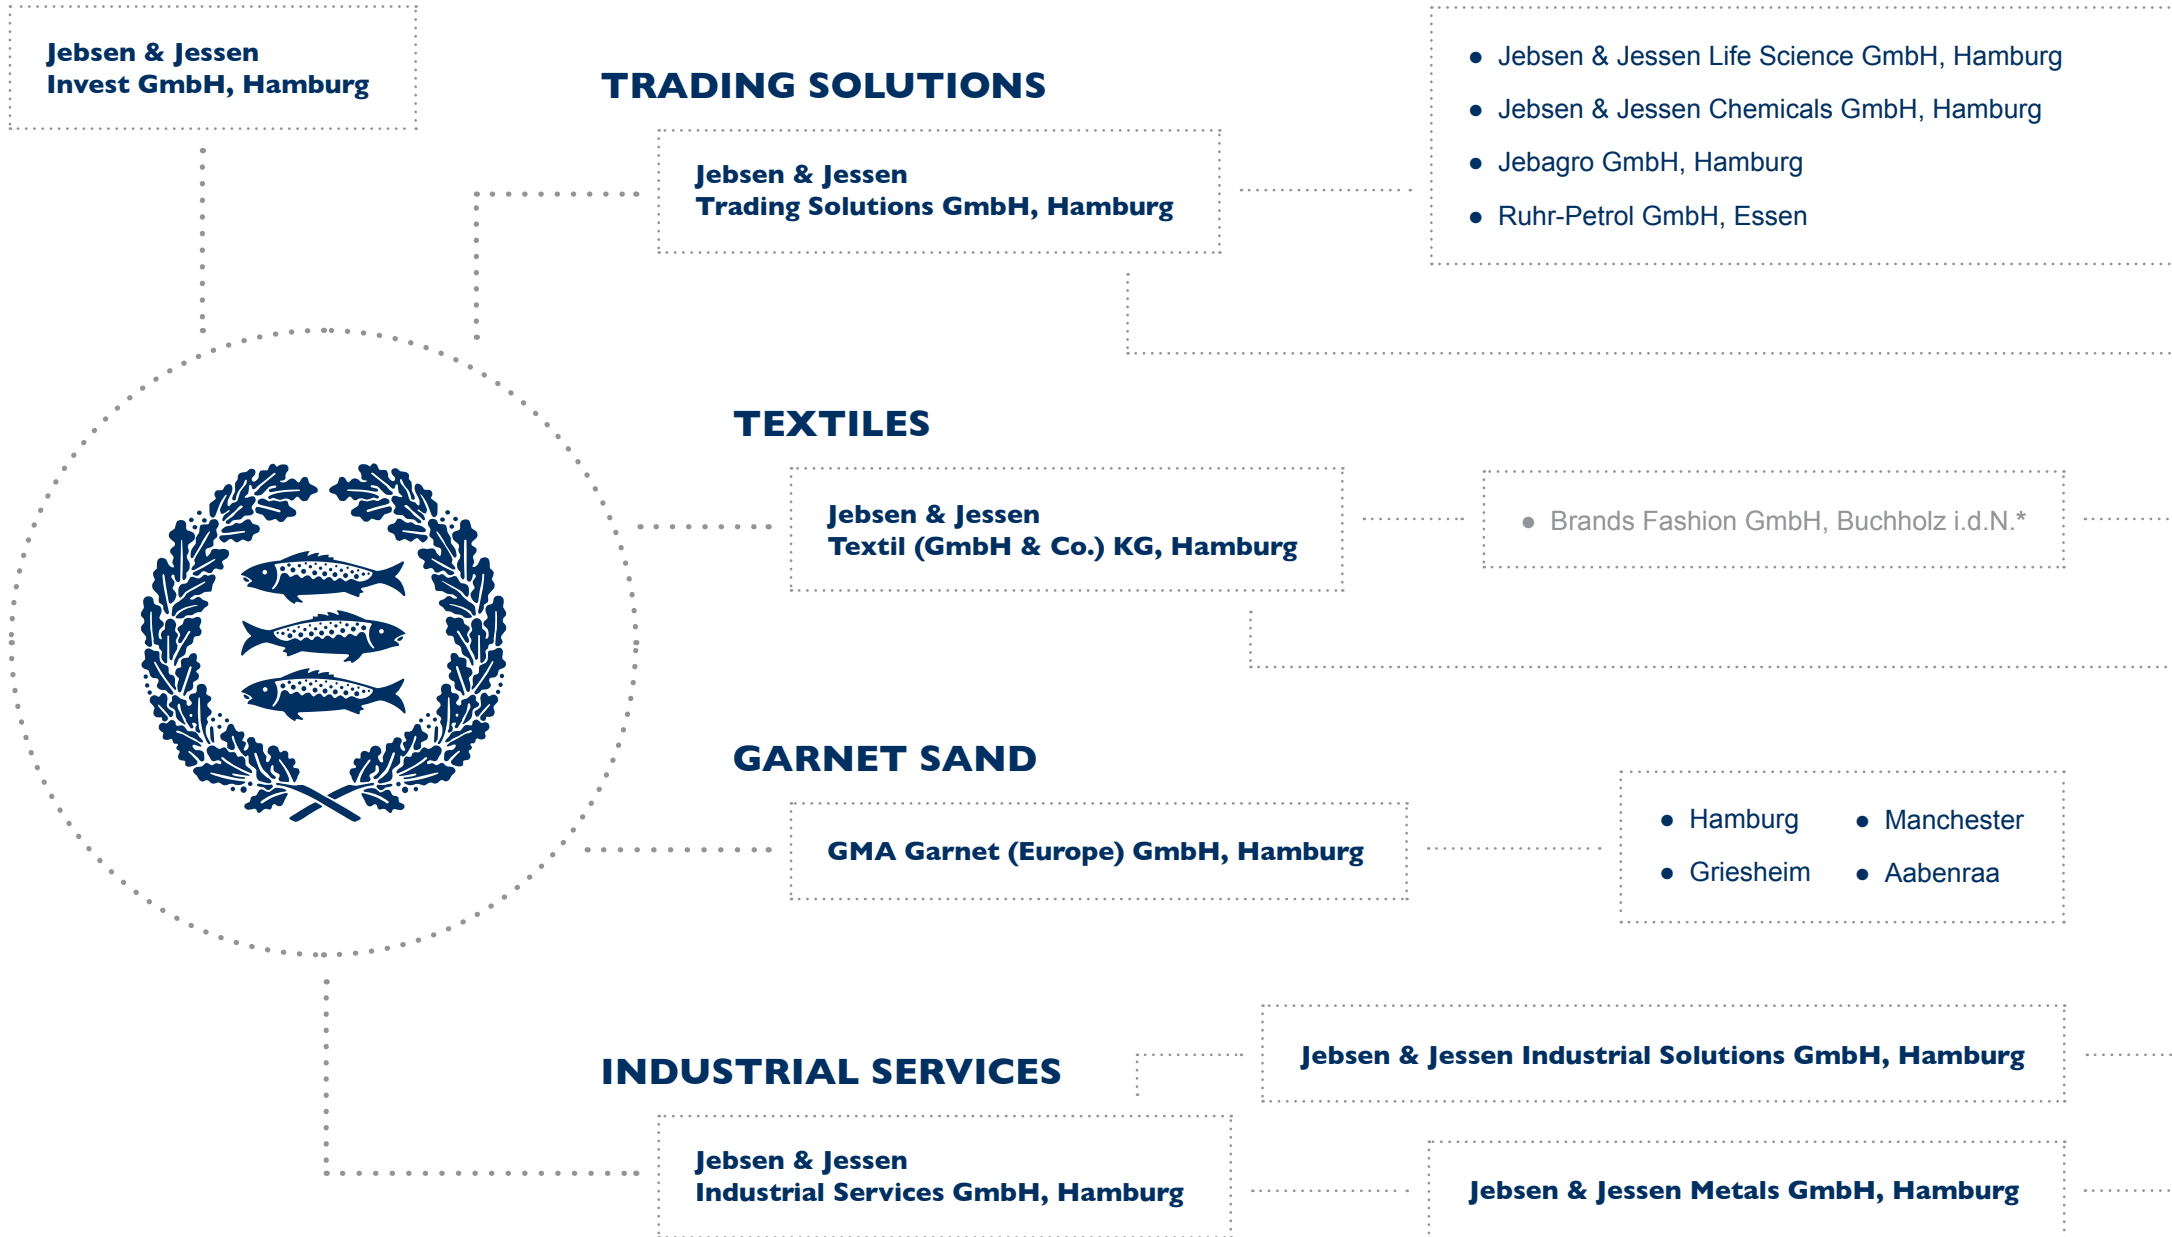 Jebsen & Jessen
Invest GmbH, Hamburg
TRADING SOLUTIONS
Jebsen & Jessen
Trading Solutions GmbH, Hamburg
● Jebsen & Jessen Life Science GmbH, Hamburg
● Jebsen & Jessen Chemicals GmbH, Hamburg
● Jebagro GmbH, Hamburg
● Ruhr-Petrol GmbH, Essen
TEXTILES
Jebsen & Jessen
Textil (GmbH & Co.) KG, Hamburg
● Brands Fashion GmbH, Buchholz i.d.N.*
GARNET SAND
GMA Garnet (Europe) GmbH, Hamburg
● Hamburg
● Manchester
● Griesheim
● Aabenraa
INDUSTRIAL SERVICES
Jebsen & Jessen
Industrial Services GmbH, Hamburg
Jebsen & Jessen Industrial Solutions GmbH, Hamburg
Jebsen & Jessen Metals GmbH, Hamburg